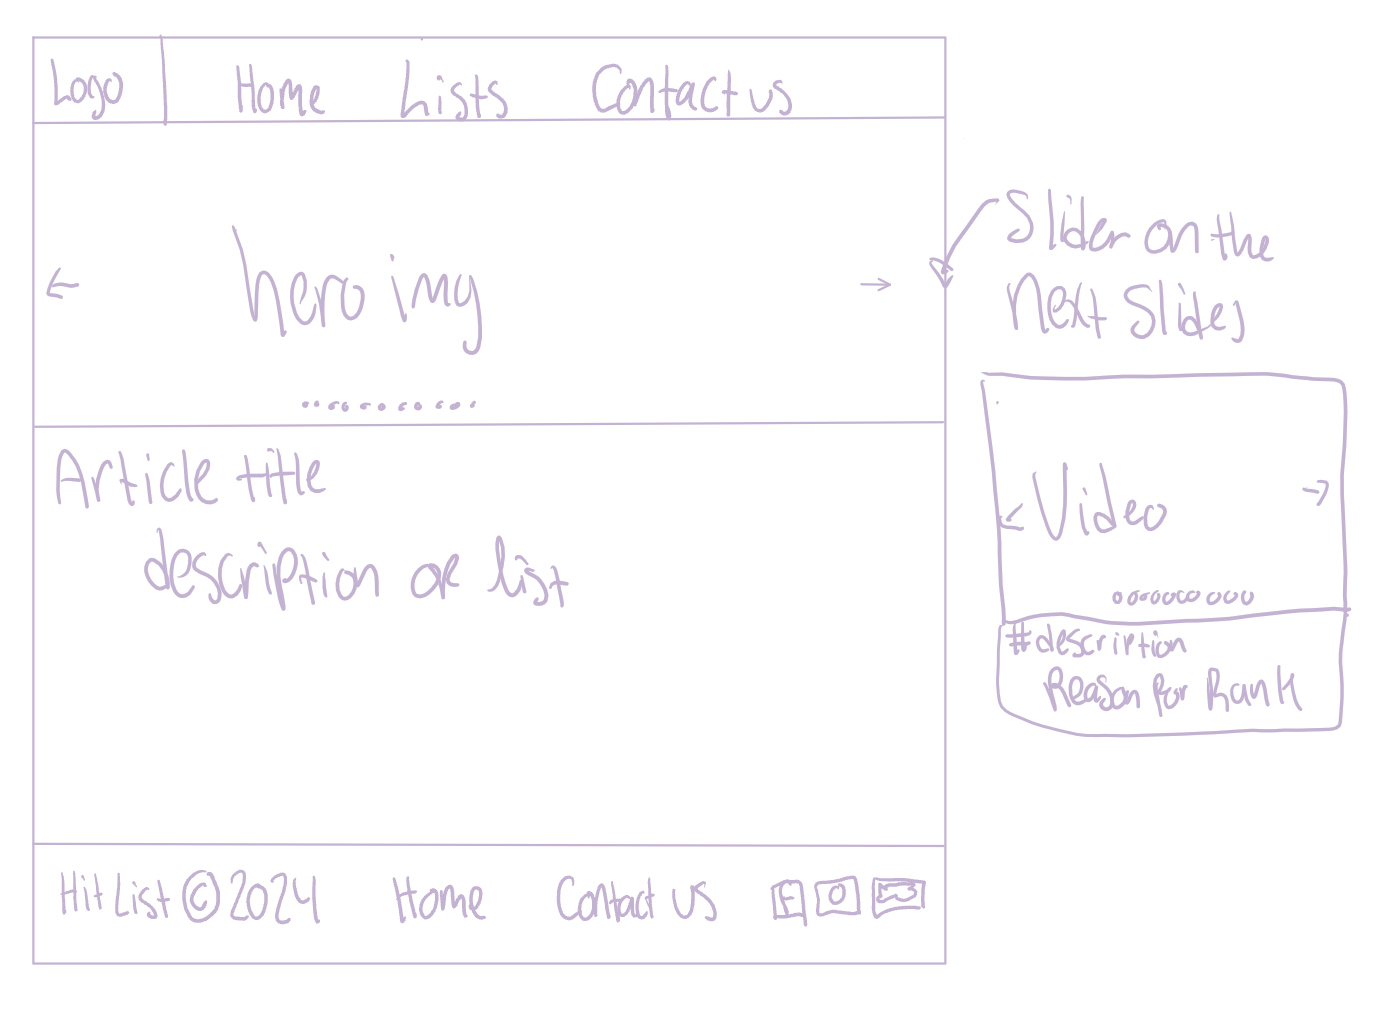 Logo
Home
Lists
Contact us
hero img
Slider on the
next Slides
Article title
description or list
Video
#description
Reason for Rank
Hit List © 2024
Home
Contact us
F